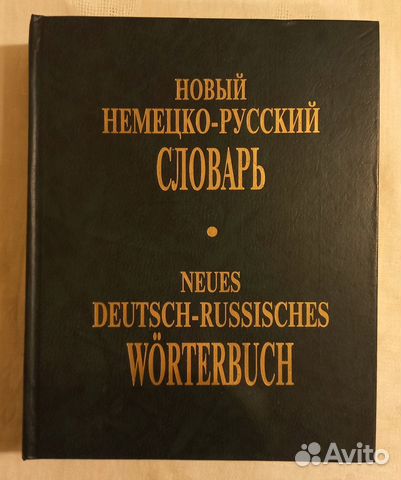 НОВЫЙ
НЕМЕЦКО-РУССКИЙ
СЛОВАРЬ
NEUES
DEUTSCH-RUSSISCHES
WÖRTERBUCH
Avito